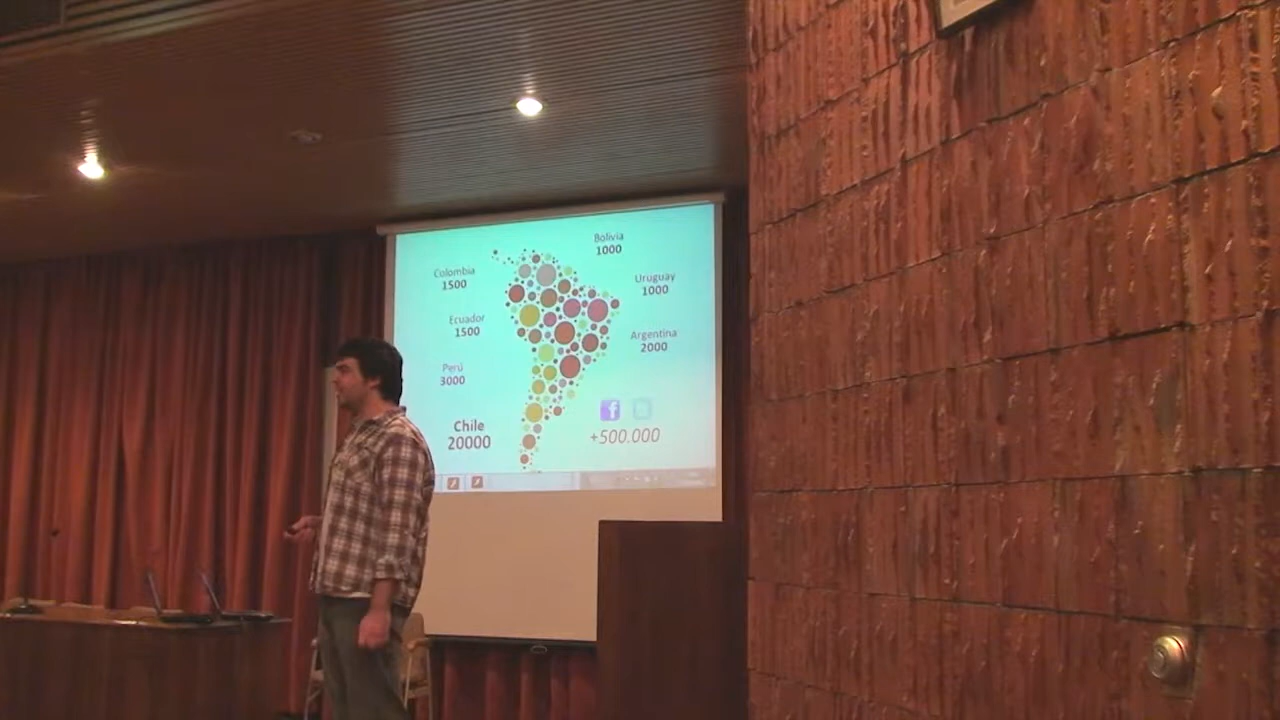 Bolivia
1000
Colombia
1500
Uruguay
1000
Ecuador
1500
Argentina
2000
Perú
3000
Chile
20000
f
+500.000